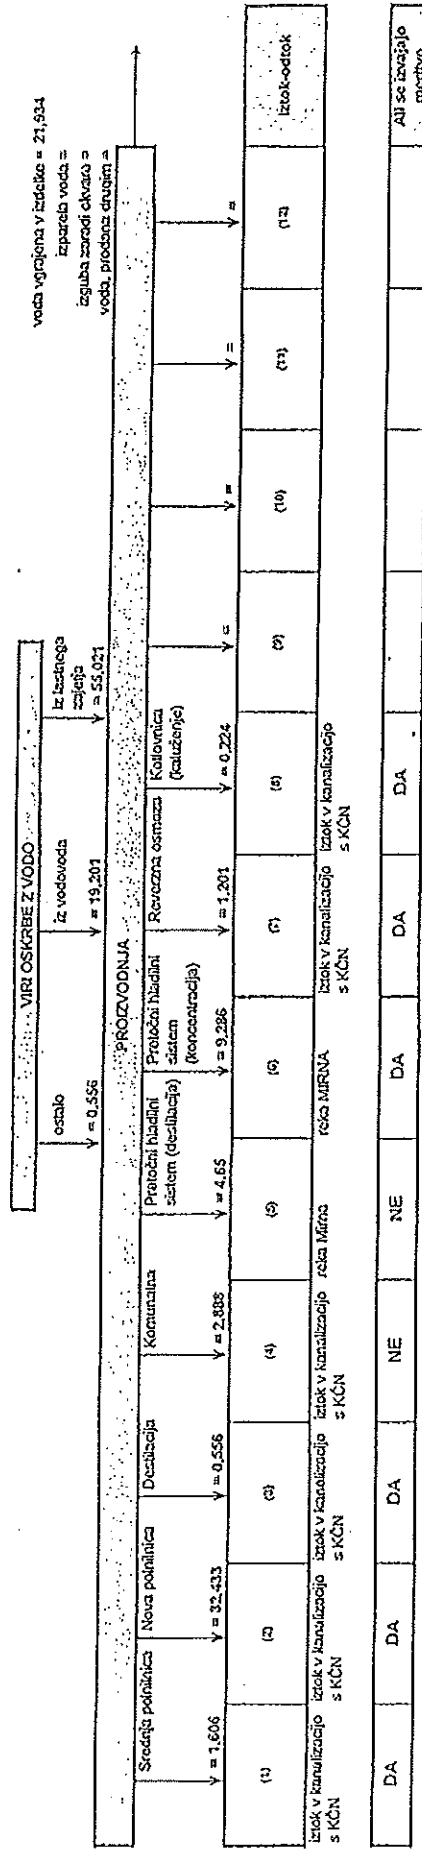 VIRI OSKRBE Z VODO
ostalo
= 0,556
iz vodovoda
= 19,201
iz lastnega
zajetja
= 55,021
voda vgrajena v izdelke = 21,934
izparela voda =
izguba zaradi okvare =
voda, prodana drugim =
PROIZVODNJA
Srednja polnilnica
= 1,606
Nova polnilnica
= 32,433
Destilacija
= 0,556
Komunalna
= 2,888
Pretočni hladilni
sistem (destilacija)
= 4,65
Pretočni hladilni
sistem
(koncentracija)
= 9,286
Reverzna osmoza
= 1,201
Kotlovnica
(kaluženje)
= 0,224
=
=
=
=
(1)
(2)
(3)
(4)
(5)
(6)
(7)
(8)
(9)
(10)
(11)
(12)
Iztok-odtok
iztok v kanalizacijo
s KČN
iztok v kanalizacijo
s KČN
iztok v kanalizacijo
s KČN
iztok v kanalizacijo
s KČN
reka Mirna
reka MIRNA
iztok v kanalizacijo
s KČN
iztok v kanalizacijo
s KČN
DA
DA
DA
NE
NE
DA
DA
DA
Ali se izvajajo
meritve